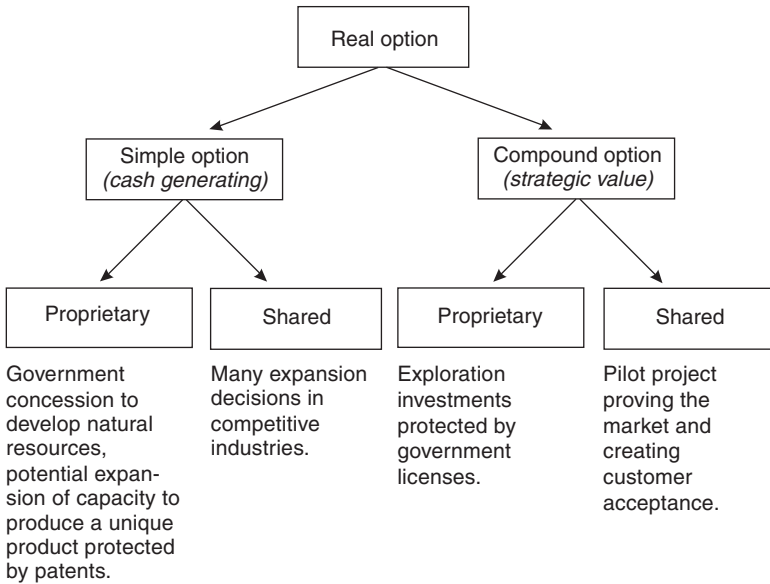 Real option
Simple option
(cash generating)
Compound option
(strategic value)
Proprietary
Shared
Proprietary
Shared
Government
concession to
develop natural
resources,
potential expan-
sion of capacity to
produce a unique
product protected
by patents.
Many expansion
decisions in
competitive
industries.
Exploration
investments
protected by
government
licenses.
Pilot project
proving the
market and
creating
customer
acceptance.